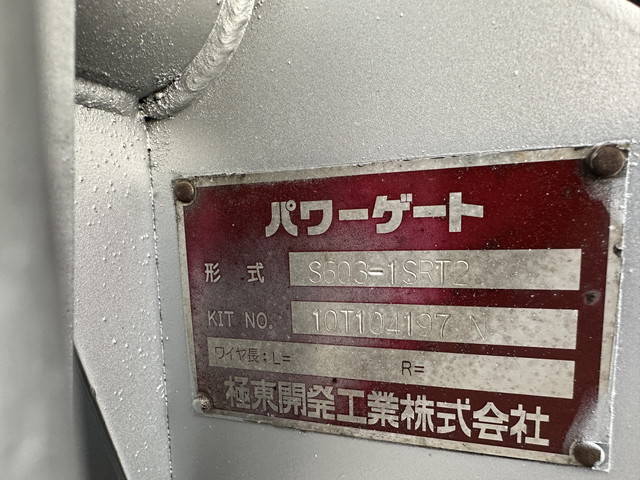 パワーゲート
形式 S603-1SRT2
KIT NO. 10T104197 N
ワイヤ長:L= R=
極東開発工業株式会社